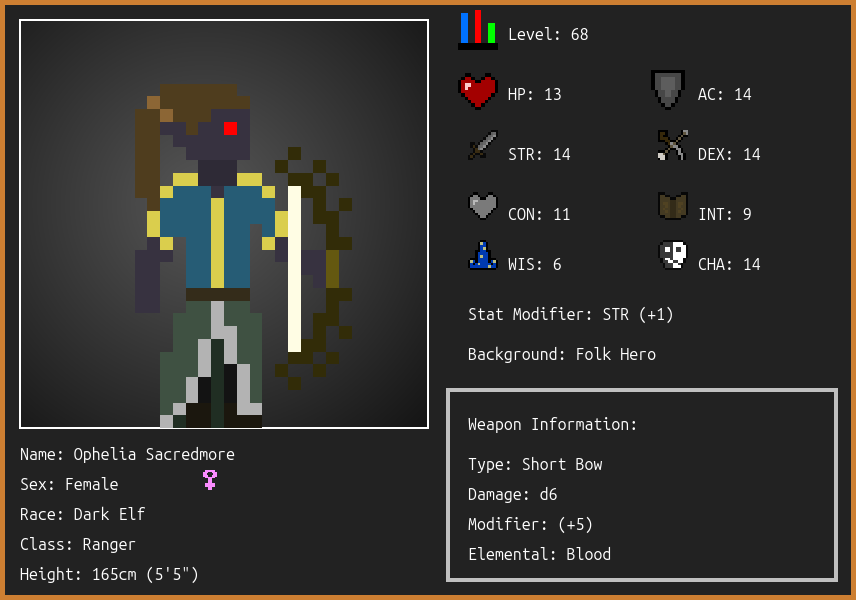 Level: 68
HP: 13
AC: 14
STR: 14
DEX: 14
CON: 11
INT: 9
WIS: 6
CHA: 14
Stat Modifier: STR (+1)
Background: Folk Hero
Weapon Information:
Type: Short Bow
Damage: d6
Modifier: (+5)
Elemental: Blood
Name: Ophelia Sacredmore
Sex: Female
Race: Dark Elf
Class: Ranger
Height: 165cm (5'5")